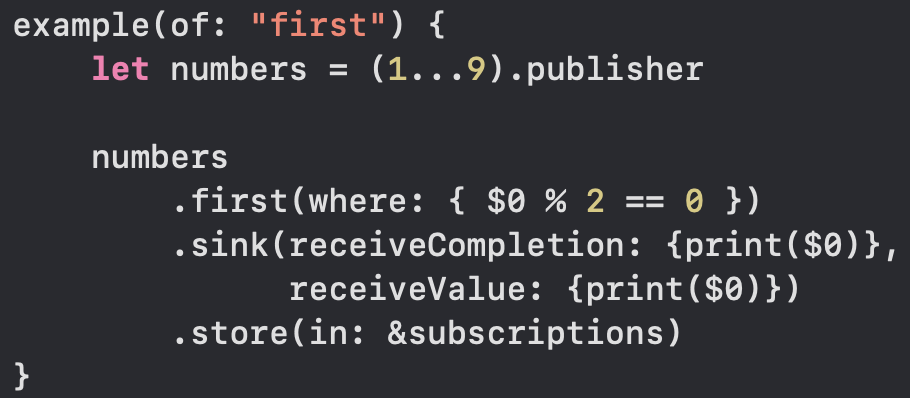 example(of: "first") {
    let numbers = (1...9).publisher

    numbers
        .first(where: { $0 % 2 == 0 })
        .sink(receiveCompletion: {print($0)},
              receiveValue: {print($0)})
        .store(in: &subscriptions)
}